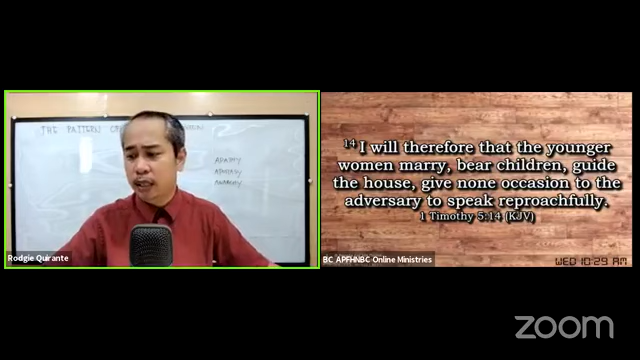 THE PATTERN
APATHY
Rodgie Quirante
14 I will therefore that the younger
women marry, bear children, guide
the house, give none occasion to the
adversary to speak reproachfully.
1 Timothy 5:14 (KJV)
BC APFHNBC Online Ministries
WED 10:29 AM
zoom